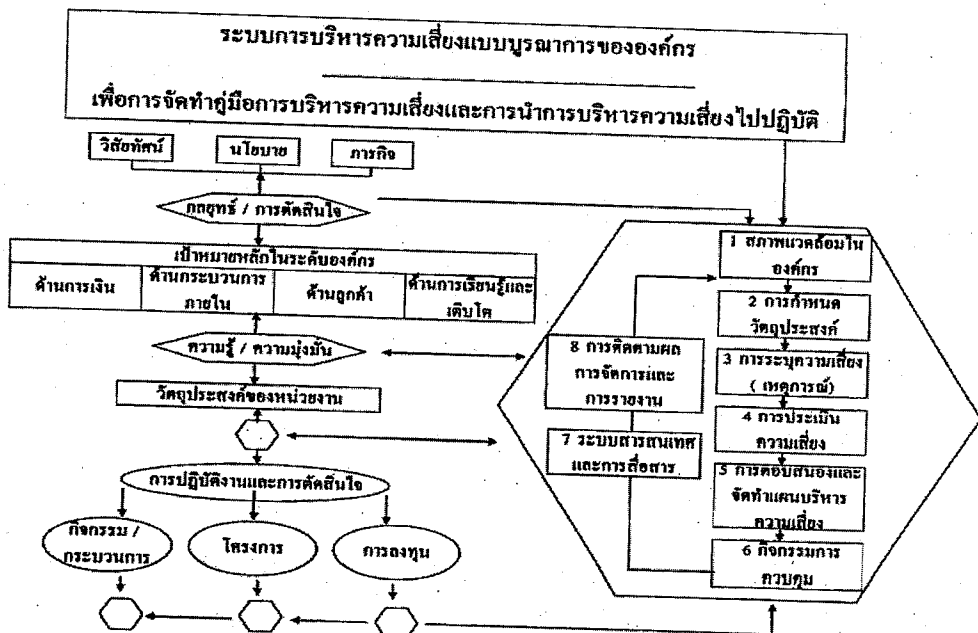 ระบบการบริหารความเสี่ยงแบบบูรณาการขององค์กร
เพื่อการจัดทำคู่มือการบริหารความเสี่ยงและการนำการบริหารความเสี่ยงไปปฏิบัติ
วิสัยทัศน์
นโยบาย
ภารกิจ
กลยุทธ์ / การตัดสินใจ
เป้าหมายหลักในระดับองค์กร
ด้านการเงิน
ด้านกระบวนการ
ภายใน
ด้านลูกค้า
ด้านการเรียนรู้และ
เติบโต
ความรู้ / ความมุ่งมั่น
วัตถุประสงค์ของหน่วยงาน
การปฏิบัติงานและการตัดสินใจ
กิจกรรม /
กระบวนการ
โครงการ
การลงทุน
1 สภาพแวดล้อมใน
องค์กร
2 การกำหนด
วัตถุประสงค์
3 การระบุความเสี่ยง
( เหตุการณ์)
4 การประเมิน
ความเสี่ยง
5 การตอบสนองและ
จัดทำแผนบริหาร
ความเสี่ยง
6 กิจกรรมการ
ควบคุม
7 ระบบสารสนเทศ
และการสื่อสาร
8 การติดตามผล
การจัดการและ
การรายงาน